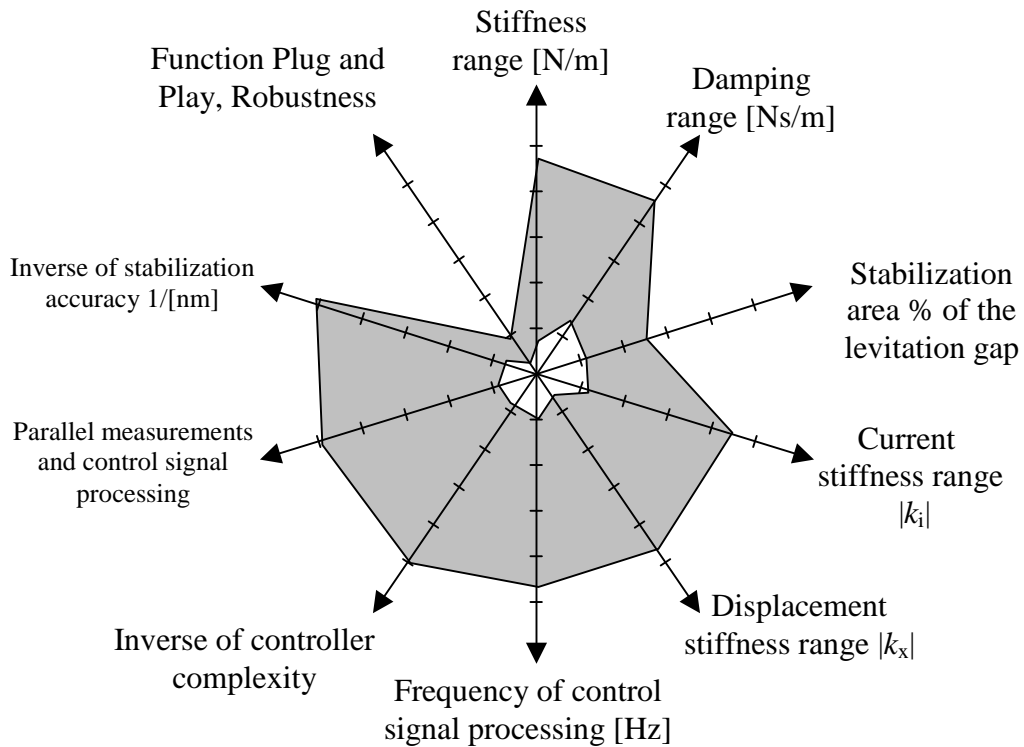 Stiffness
range [N/m]
Damping
range [Ns/m]
Stabilization
area % of the
levitation gap
Current
stiffness range
|kᵢ|
Displacement
stiffness range |kₓ|
Frequency of control
signal processing [Hz]
Inverse of controller
complexity
Parallel measurements
and control signal
processing
Inverse of stabilization
accuracy 1/[nm]
Function Plug and
Play, Robustness